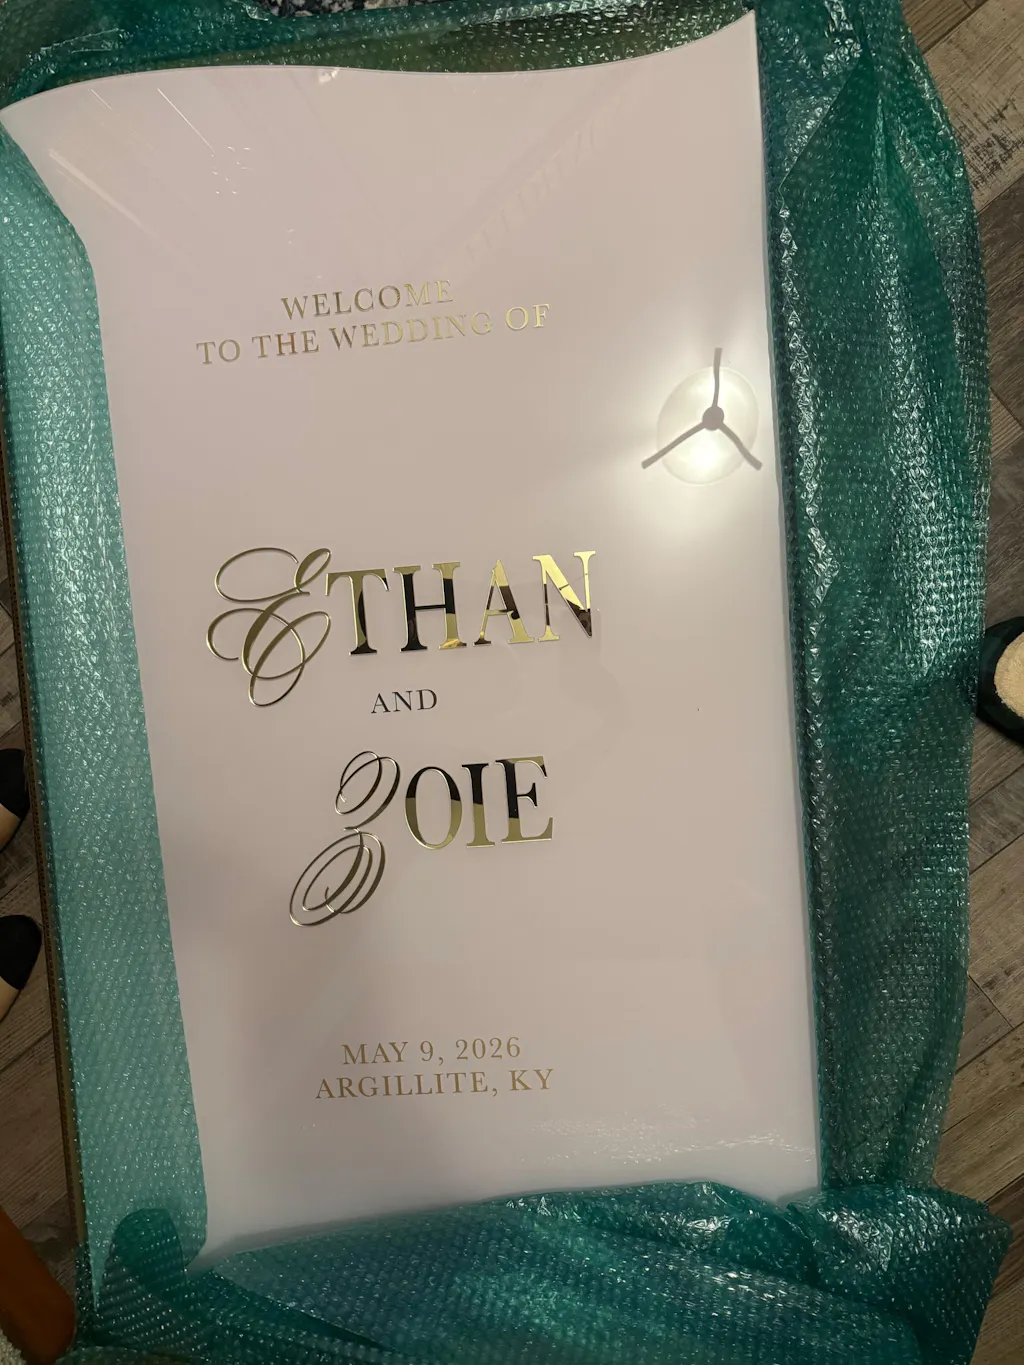 WELCOME
TO THE WEDDING OF
ETHAN
AND
ZOIE
MAY 9, 2026
ARGILLITE, KY